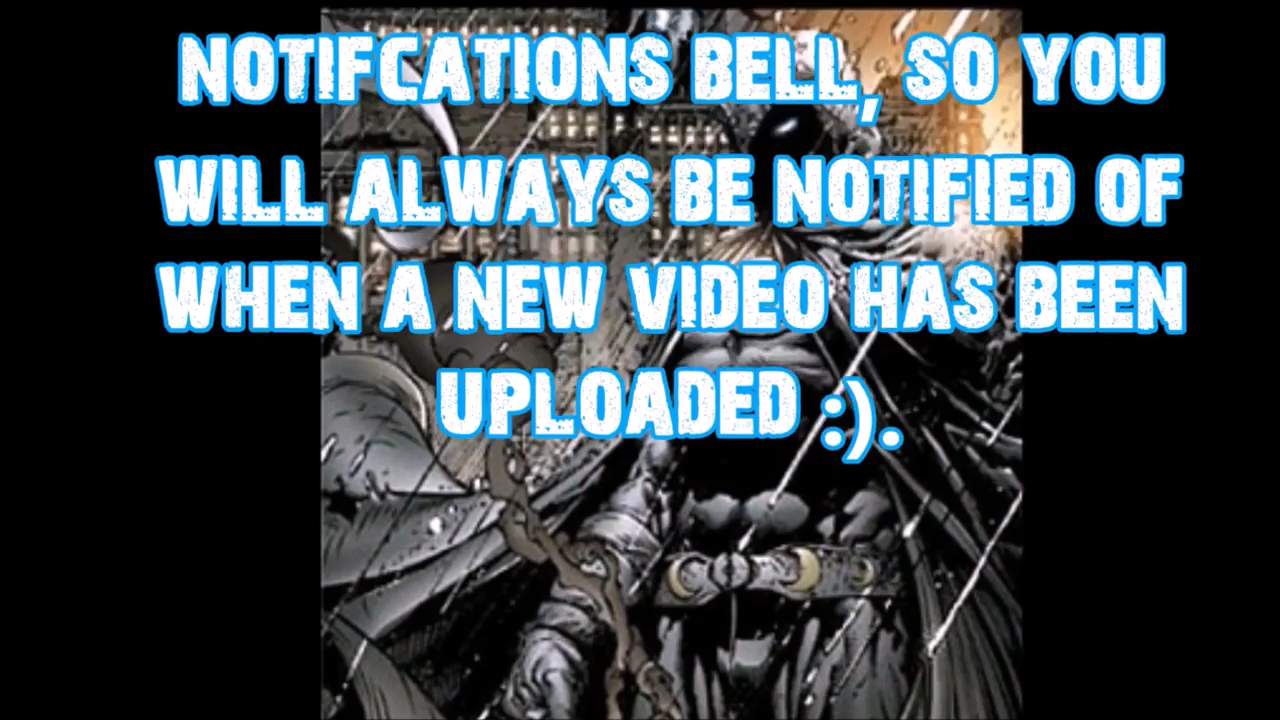 NOTIFCATIONS BELL, SO YOU
WILL ALWAYS BE NOTIFIED OF
WHEN A NEW VIDEO HAS BEEN
UPLOADED :).